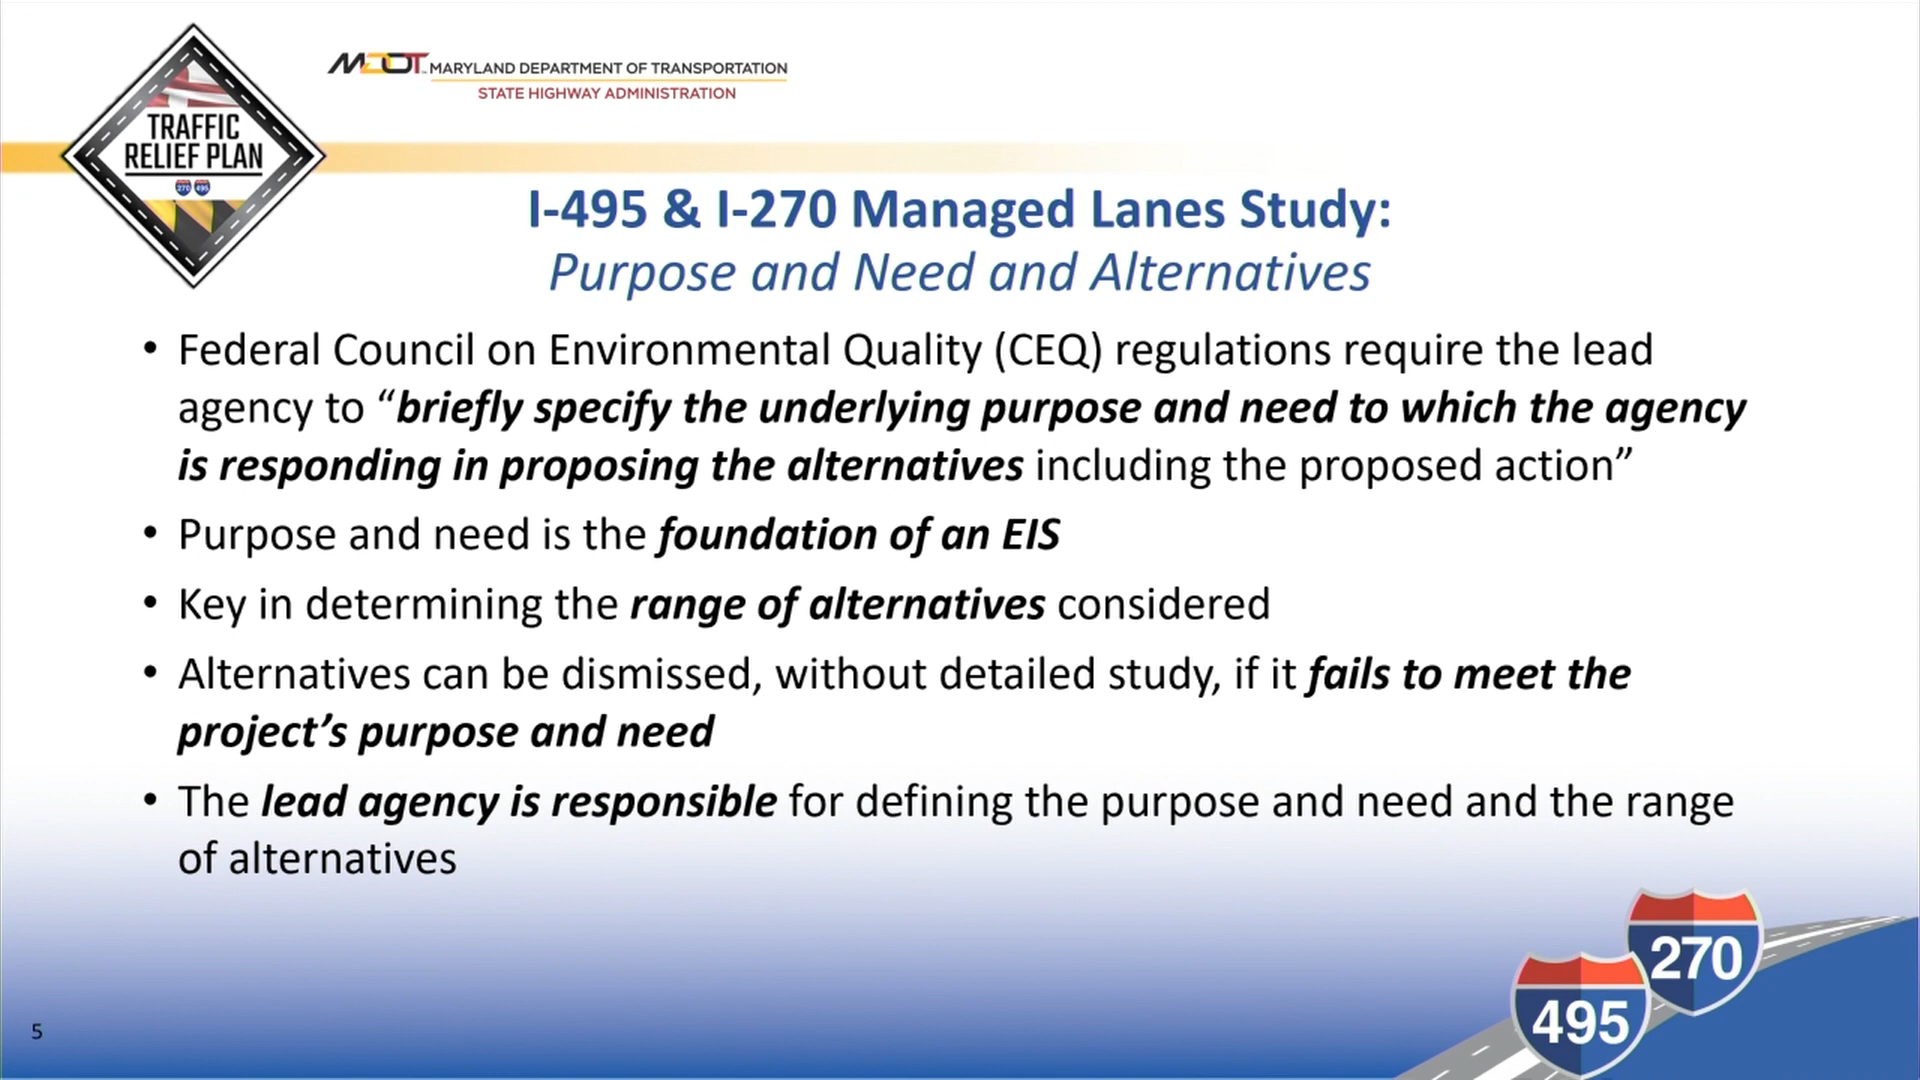 MDOT MARYLAND DEPARTMENT OF TRANSPORTATION
STATE HIGHWAY ADMINISTRATION
TRAFFIC
RELIEF PLAN
270 495
I-495 & I-270 Managed Lanes Study:
Purpose and Need and Alternatives
• Federal Council on Environmental Quality (CEQ) regulations require the lead
agency to “briefly specify the underlying purpose and need to which the agency
is responding in proposing the alternatives including the proposed action”
• Purpose and need is the foundation of an EIS
• Key in determining the range of alternatives considered
• Alternatives can be dismissed, without detailed study, if it fails to meet the
project’s purpose and need
• The lead agency is responsible for defining the purpose and need and the range
of alternatives
270
495
5